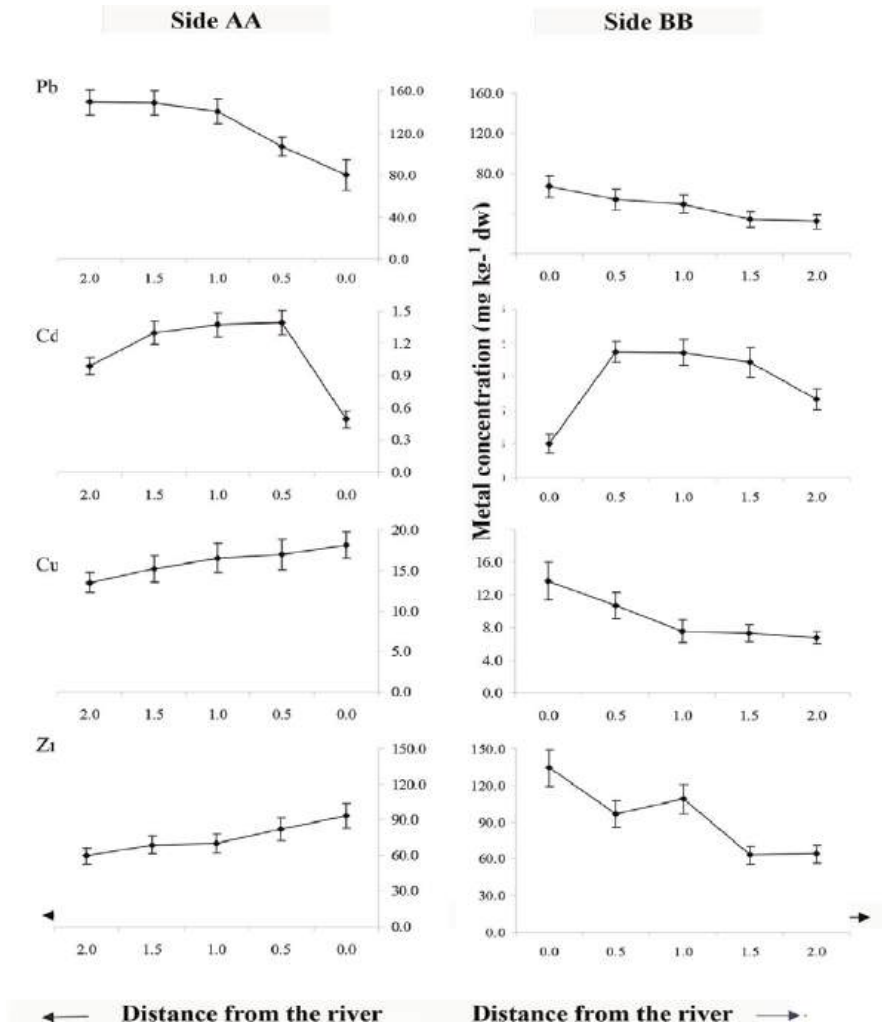 Side AA
Side BB
Pb
160.0
120.0
80.0
40.0
0.0
2.0 1.5 1.0 0.5 0.0
160.0
120.0
80.0
0.0
0.0 0.5 1.0 1.5 2.0
Cd
1.5
1.2
0.9
0.6
0.3
0.0
2.0 1.5 1.0 0.5 0.0
0.0 0.5 1.0 1.5 2.0
Metal concentration (mg kg-¹ dw)
Cu
20.0
15.0
10.0
5.0
0.0
2.0 1.5 1.0 0.5 0.0
16.0
12.0
8.0
4.0
0.0
0.0 0.5 1.0 1.5 2.0
150.0
120.0
90.0
60.0
30.0
0.0
2.0 1.5 1.0 0.5 0.0
150.0
120.0
90.0
60.0
30.0
0.0
0.0 0.5 1.0 1.5 2.0
Distance from the river
Distance from the river